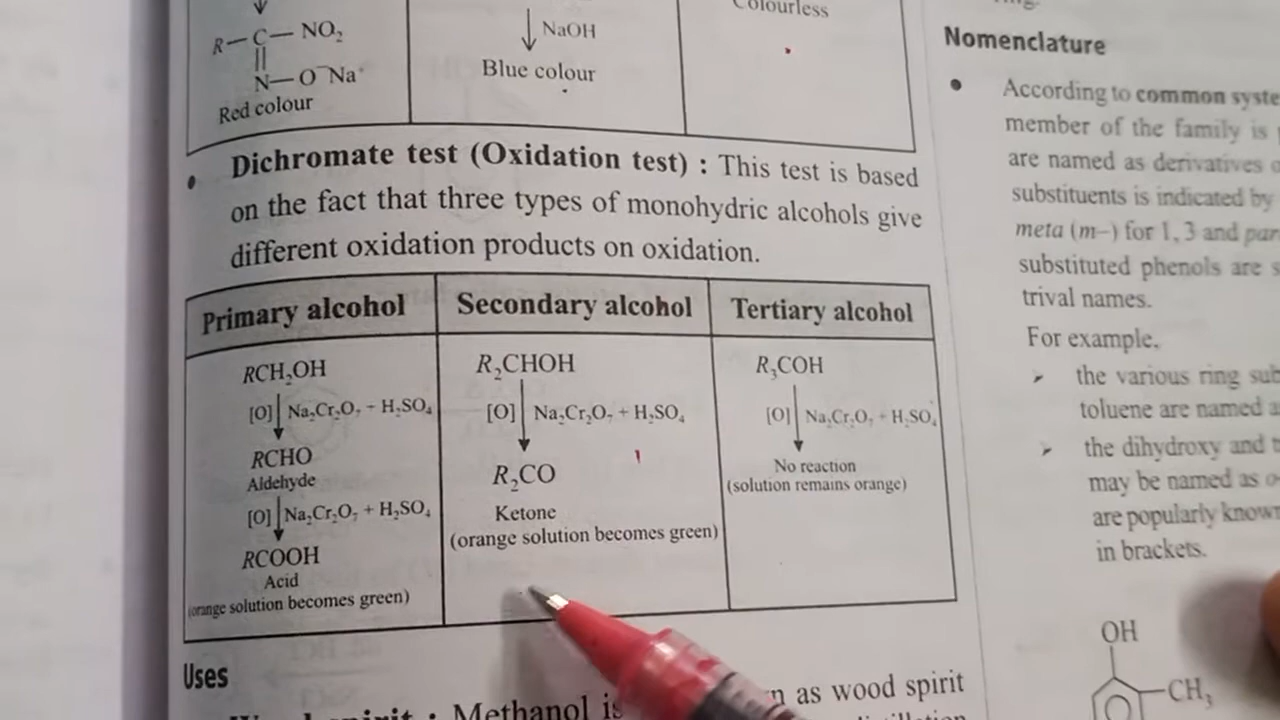 R—C—NO₂
||
N—O⁻Na⁺
Red colour
NaOH
Blue colour
Colourless
• Dichromate test (Oxidation test) : This test is based
on the fact that three types of monohydric alcohols give
different oxidation products on oxidation.
Primary alcohol
RCH₂OH
[O] Na₂Cr₂O₇ + H₂SO₄
RCHO
Aldehyde
[O] Na₂Cr₂O₇ + H₂SO₄
RCOOH
Acid
(orange solution becomes green)
Secondary alcohol
R₂CHOH
[O] Na₂Cr₂O₇ + H₂SO₄
R₂CO
Ketone
(orange solution becomes green)
Tertiary alcohol
R₃COH
[O] Na₂Cr₂O₇ + H₂SO₄
No reaction
(solution remains orange)
Uses
: Methanol is as wood spirit
Nomenclature
• According to common syste
member of the family is
are named as derivatives
substituents is indicated by
meta (m–) for 1, 3 and par
substituted phenols are
trival names.
For example,
➢ the various ring sub
toluene are named a
➢ the dihydroxy and t
may be named as o-
are popularly known
in brackets.
OH
CH₃